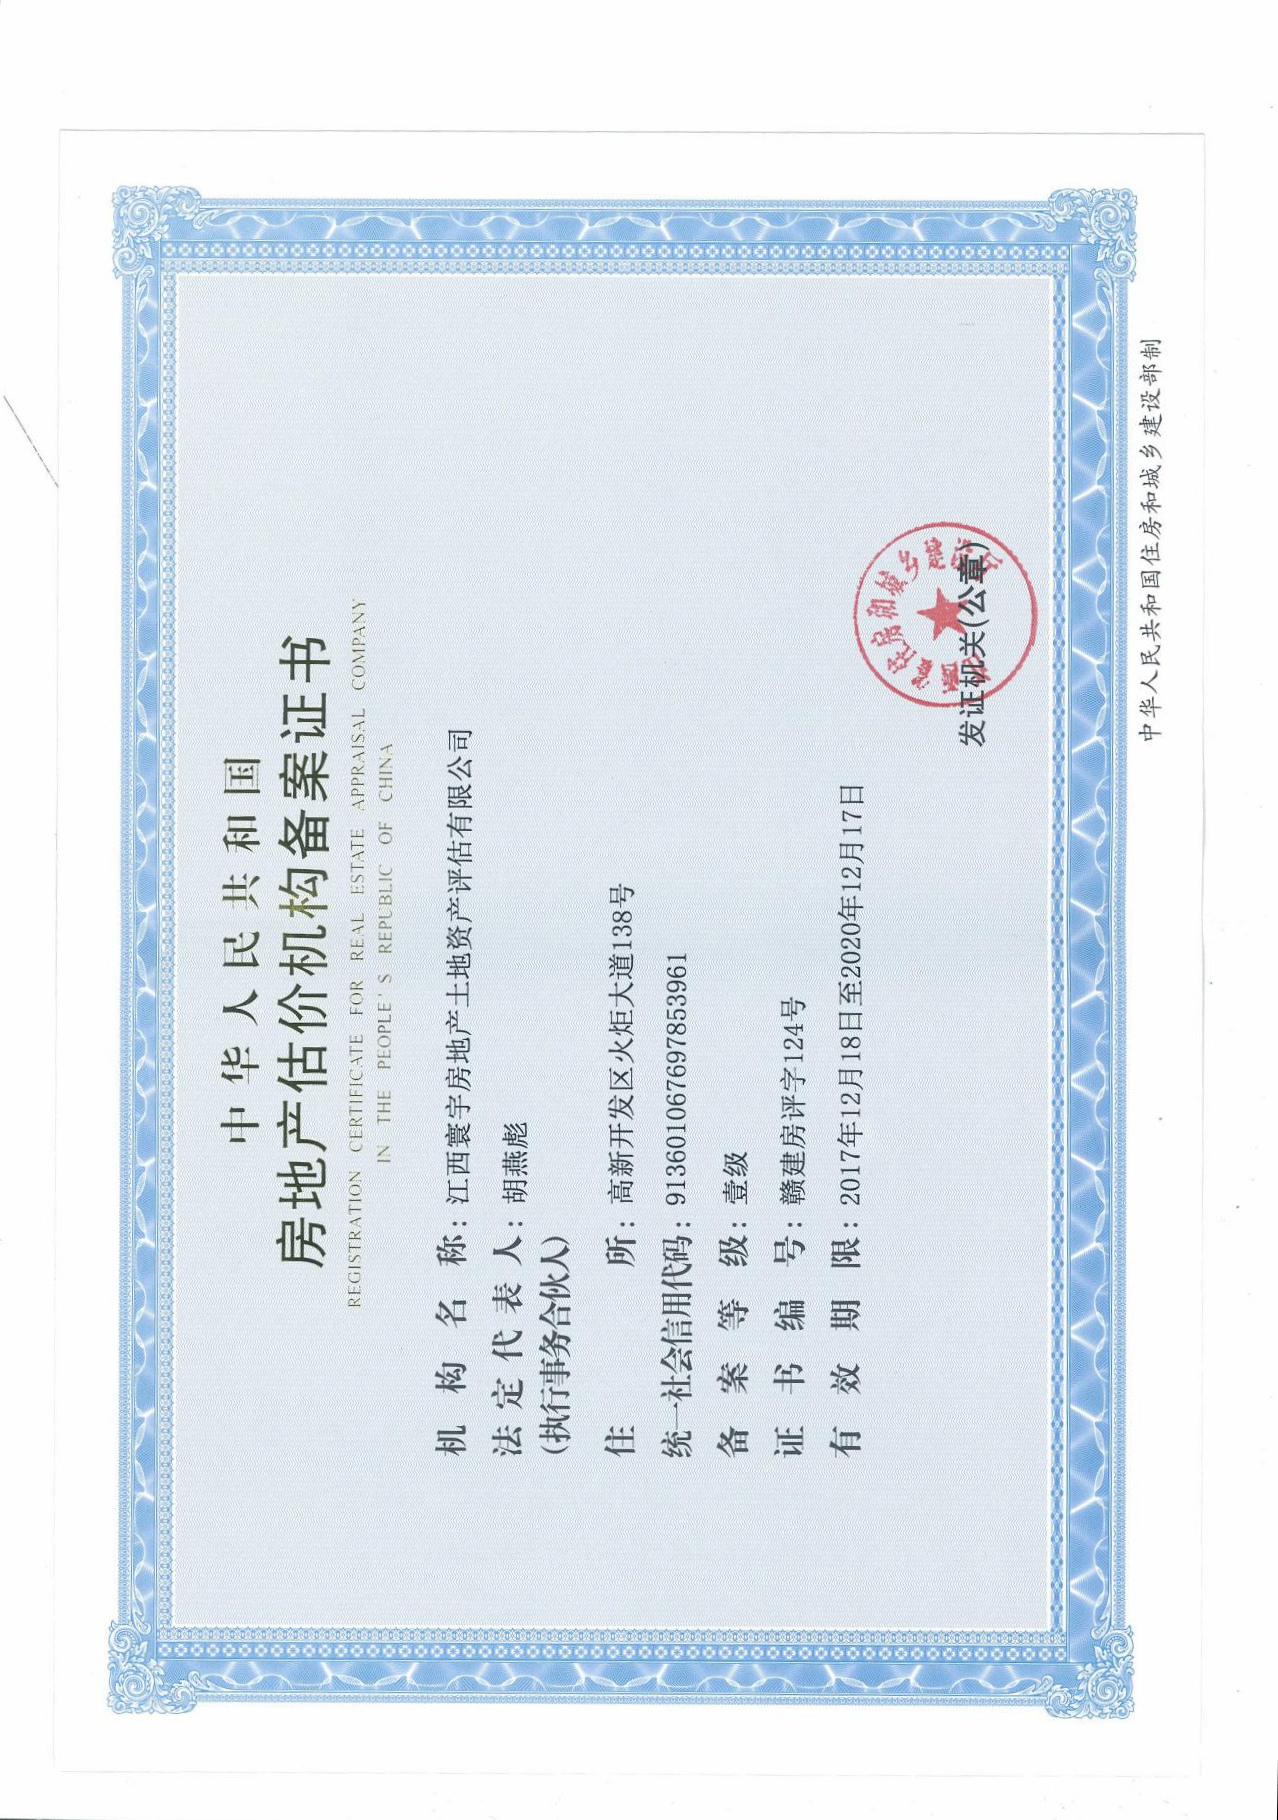 中华人民共和国
房地产估价机构备案证书
REGISTRATION CERTIFICATE FOR REAL ESTATE APPRAISAL COMPANY
IN THE PEOPLE'S REPUBLIC OF CHINA
机构名称：江西寰宇房地产土地资产评估有限公司
法定代表人：胡燕彪
(执行事务合伙人)
住所：高新开发区火炬大道138号
统一社会信用代码：913601067697853961
备案等级：壹级
证书编号：赣建房评字124号
有效期限：2017年12月18日至2020年12月17日
发证机关(公章)
住房和城乡建设
中华人民共和国住房和城乡建设部制